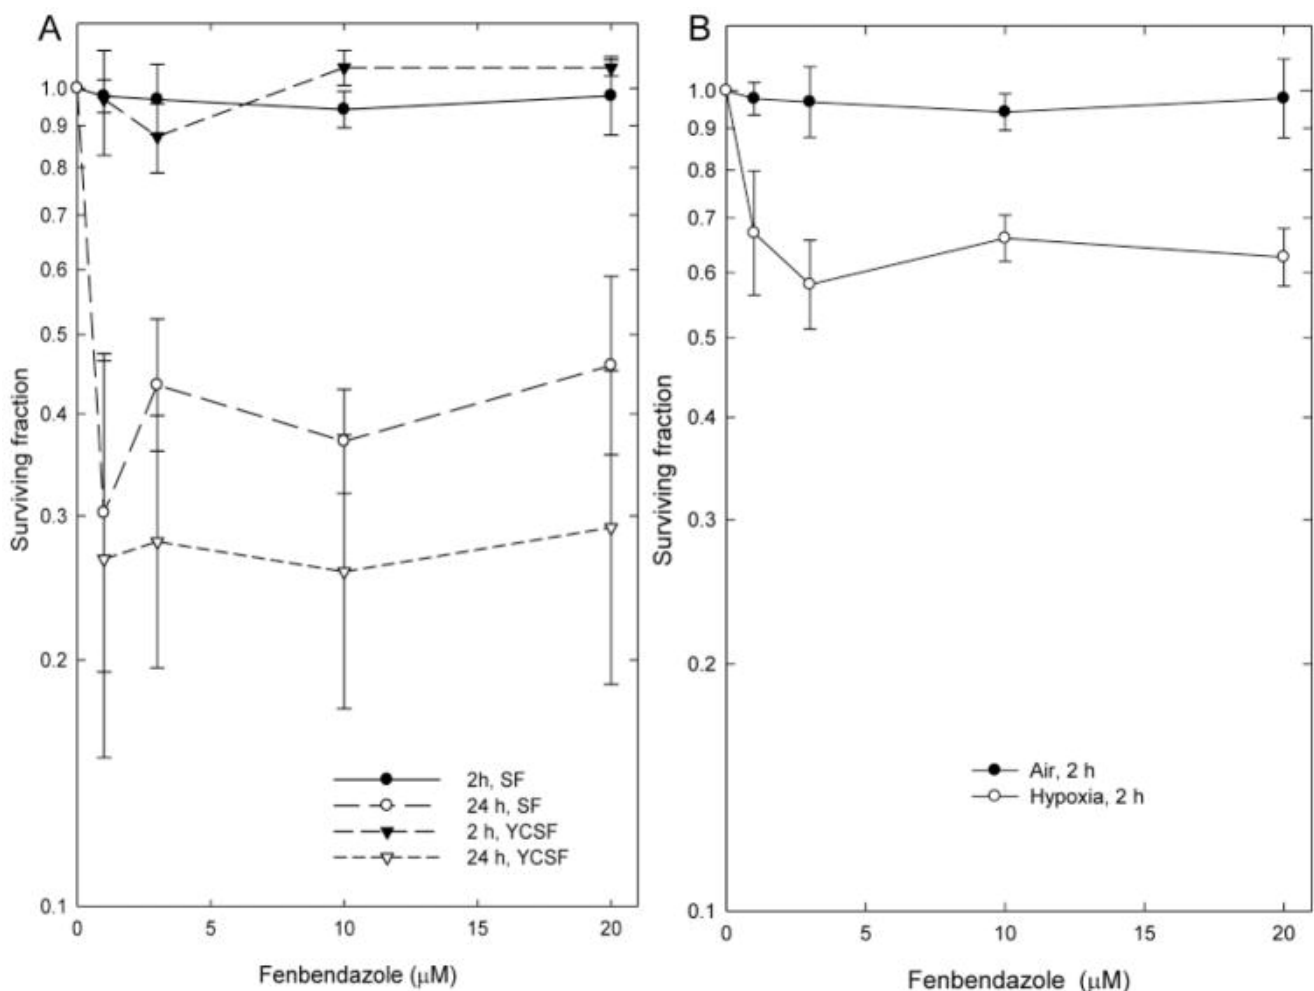 A
1.0
0.9
0.8
0.7
0.6
0.5
0.4
0.3
0.2
0.1
Surviving fraction
2h, SF
24 h, SF
2 h, YCSF
24 h, YCSF
0 5 10 15 20
Fenbendazole (μM)
B
1.0
0.9
0.8
0.7
0.6
0.5
0.4
0.3
0.2
0.1
Surviving fraction
Air, 2 h
Hypoxia, 2 h
0 5 10 15 20
Fenbendazole (μM)